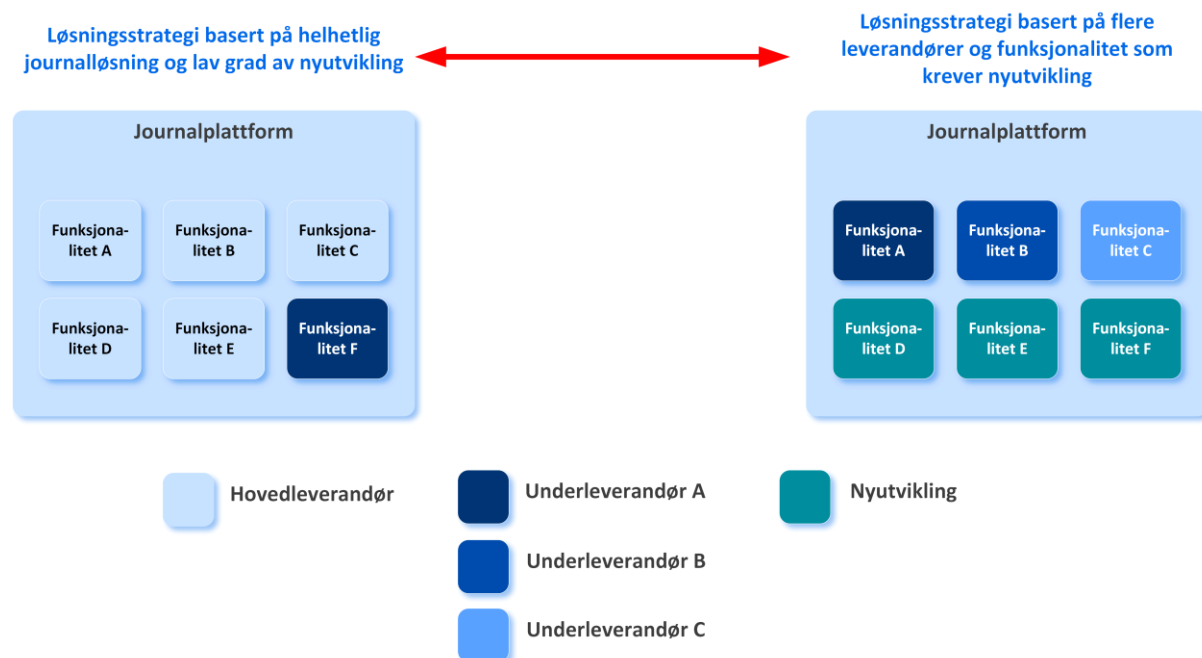 Løsningsstrategi basert på helhetlig
journalløsning og lav grad av nyutvikling
Løsningsstrategi basert på flere
leverandører og funksjonalitet som
krever nyutvikling
Journalplattform
Funksjona-
litet A
Funksjona-
litet B
Funksjona-
litet C
Funksjona-
litet D
Funksjona-
litet E
Funksjona-
litet F
Journalplattform
Funksjona-
litet A
Funksjona-
litet B
Funksjona-
litet C
Funksjona-
litet D
Funksjona-
litet E
Funksjona-
litet F
Hovedleverandør
Underleverandør A
Nyutvikling
Underleverandør B
Underleverandør C